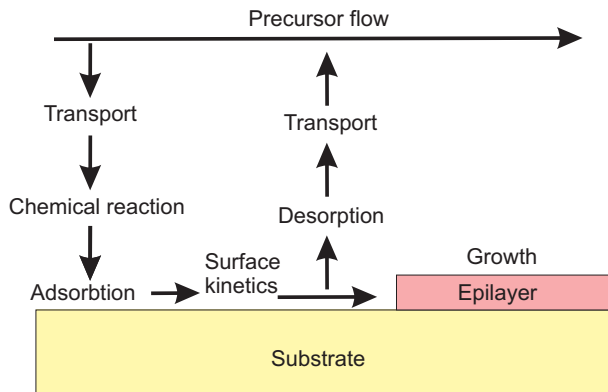 Precursor flow
Transport
Transport
Chemical reaction
Desorption
Adsorbtion
Surface
kinetics
Growth
Epilayer
Substrate